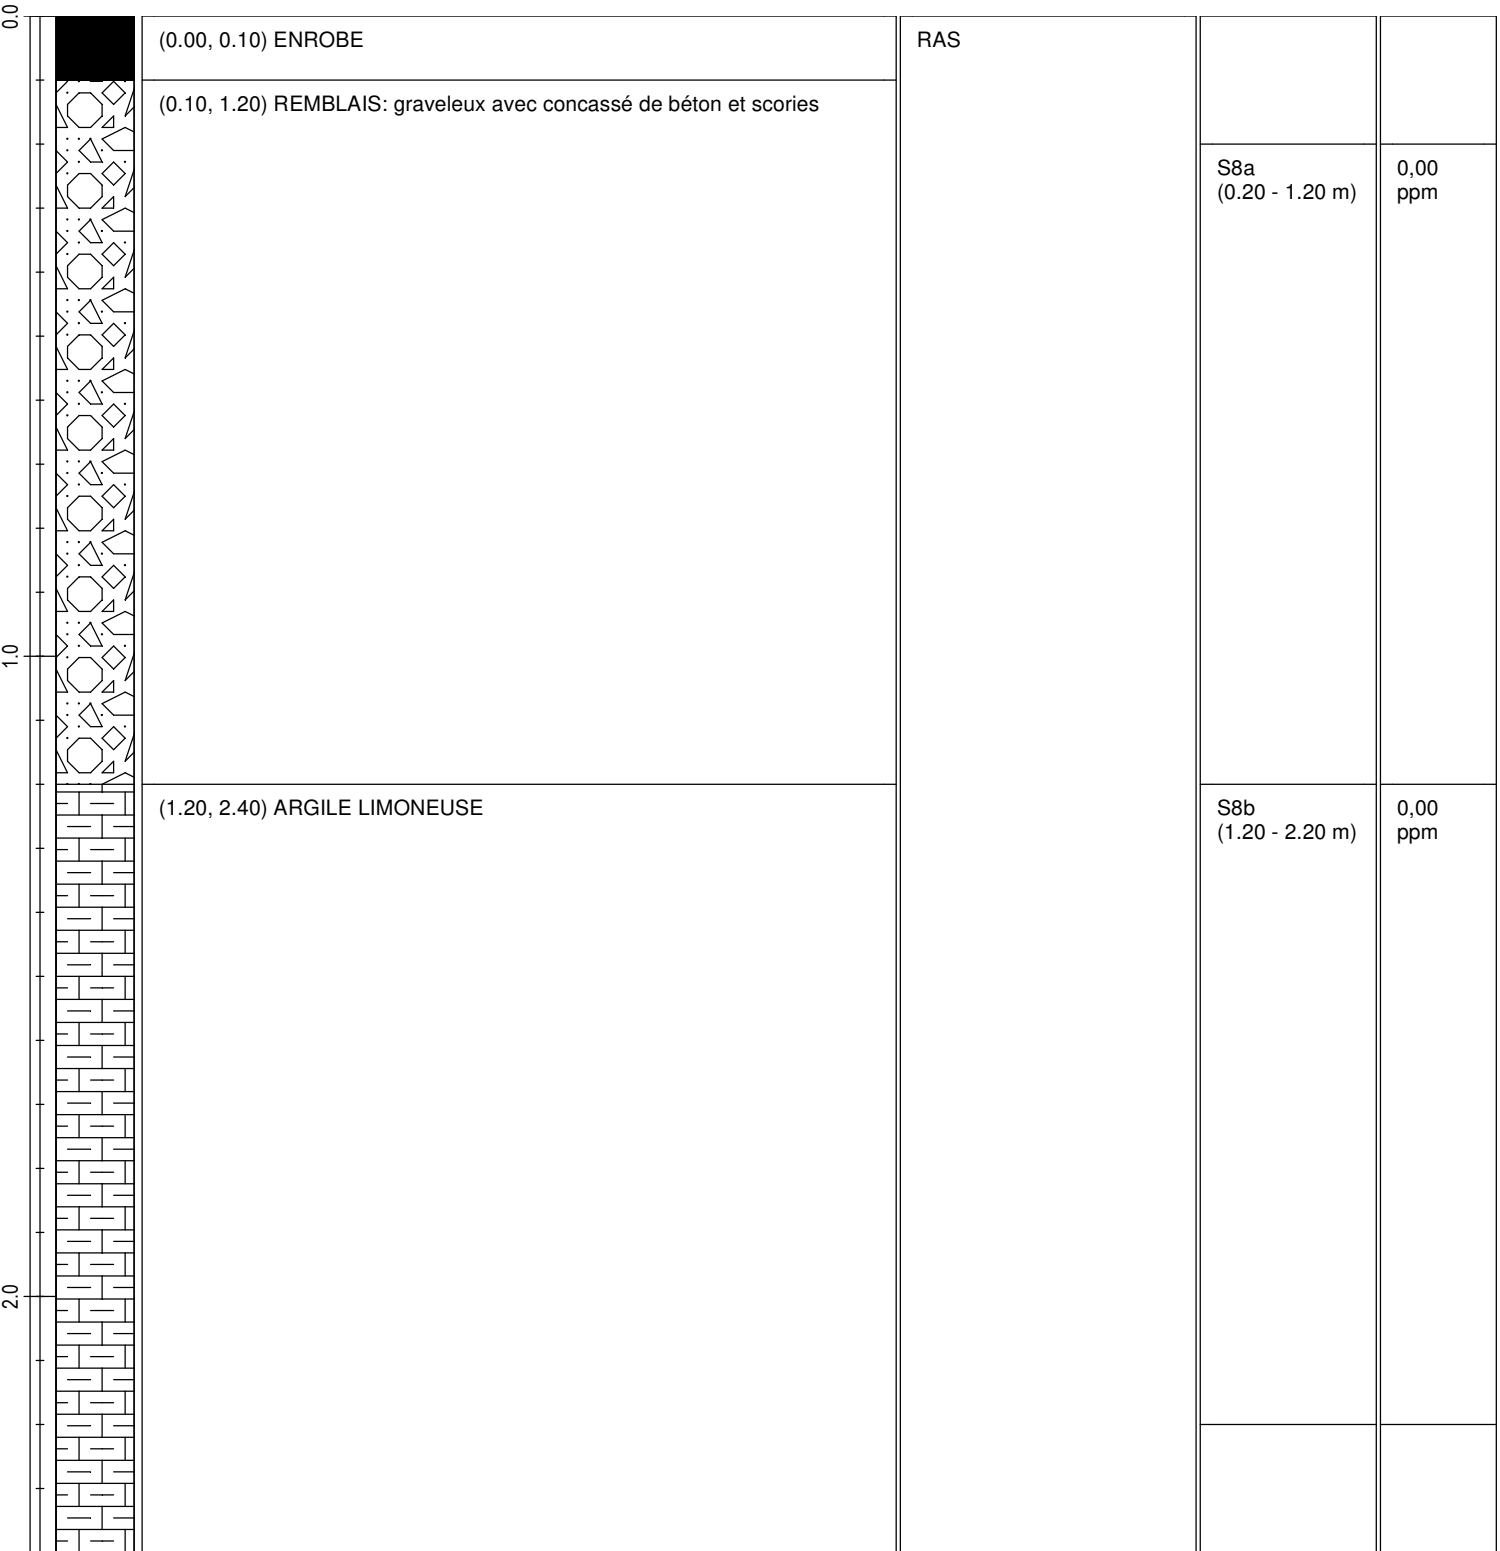 0.0
(0.00, 0.10) ENROBE
RAS
(0.10, 1.20) REMBLAIS: graveleux avec concassé de béton et scories
S8a
(0.20 - 1.20 m)
0,00
ppm
1.0
(1.20, 2.40) ARGILE LIMONEUSE
S8b
(1.20 - 2.20 m)
0,00
ppm
2.0